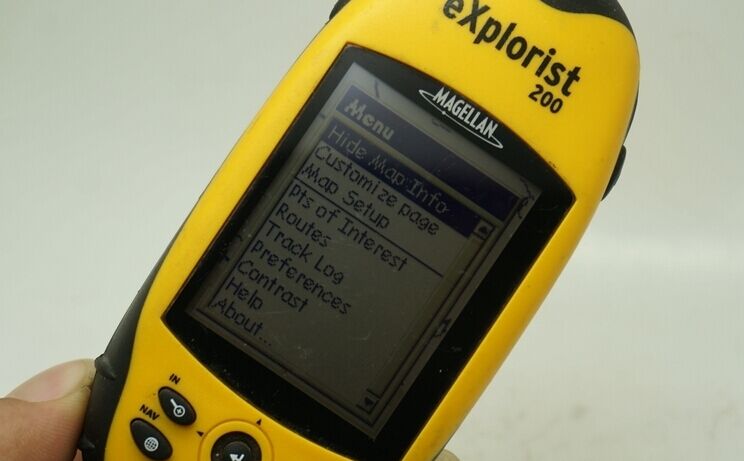 eXplorist
200
MAGELLAN
Menu
Hide Map Info
Customize page
Map Setup
Pts of Interest
Routes
Track Log
Preferences
Contrast
Help
About...
IN
NAV